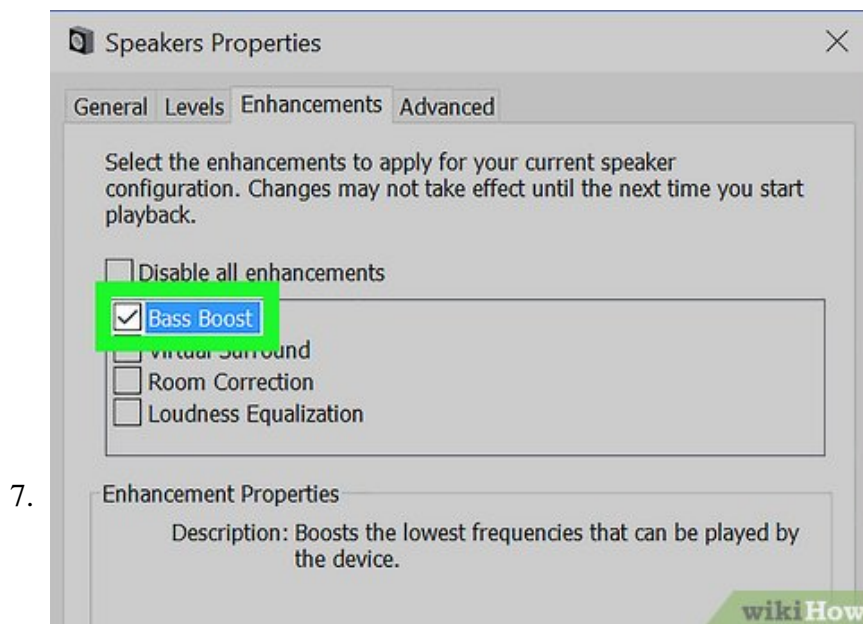 Speakers Properties
General Levels Enhancements Advanced
Select the enhancements to apply for your current speaker
configuration. Changes may not take effect until the next time you start
playback.
Disable all enhancements
Bass Boost
Virtual Surround
Room Correction
Loudness Equalization
7.
Enhancement Properties
Description: Boosts the lowest frequencies that can be played by
the device.
wikiHow